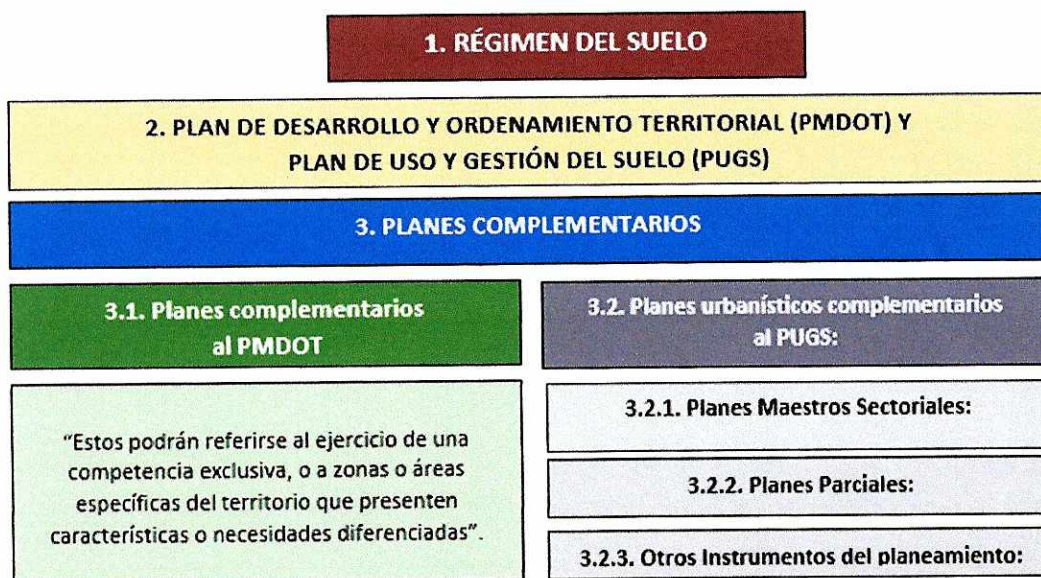 1. RÉGIMEN DEL SUELO
2. PLAN DE DESARROLLO Y ORDENAMIENTO TERRITORIAL (PMDOT) Y
PLAN DE USO Y GESTIÓN DEL SUELO (PUGS)
3. PLANES COMPLEMENTARIOS
3.1. Planes complementarios
al PMDOT
“Estos podrán referirse al ejercicio de una
competencia exclusiva, o a zonas o áreas
específicas del territorio que presenten
características o necesidades diferenciadas”.
3.2. Planes urbanísticos complementarios
al PUGS:
3.2.1. Planes Maestros Sectoriales:
3.2.2. Planes Parciales:
3.2.3. Otros Instrumentos del planeamiento: